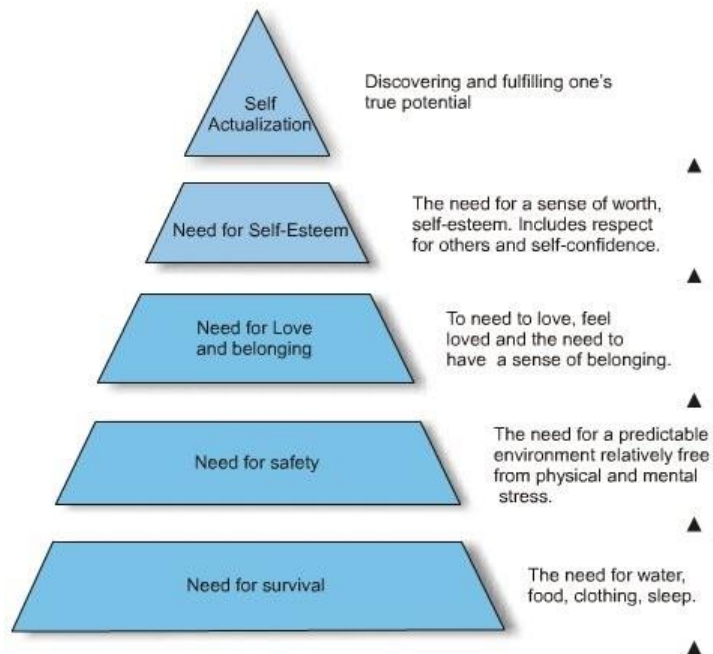 Self
Actualization
Discovering and fulfilling one's
true potential
Need for Self-Esteem
The need for a sense of worth,
self-esteem. Includes respect
for others and self-confidence.
Need for Love
and belonging
To need to love, feel
loved and the need to
have a sense of belonging.
Need for safety
The need for a predictable
environment relatively free
from physical and mental
stress.
Need for survival
The need for water,
food, clothing, sleep.